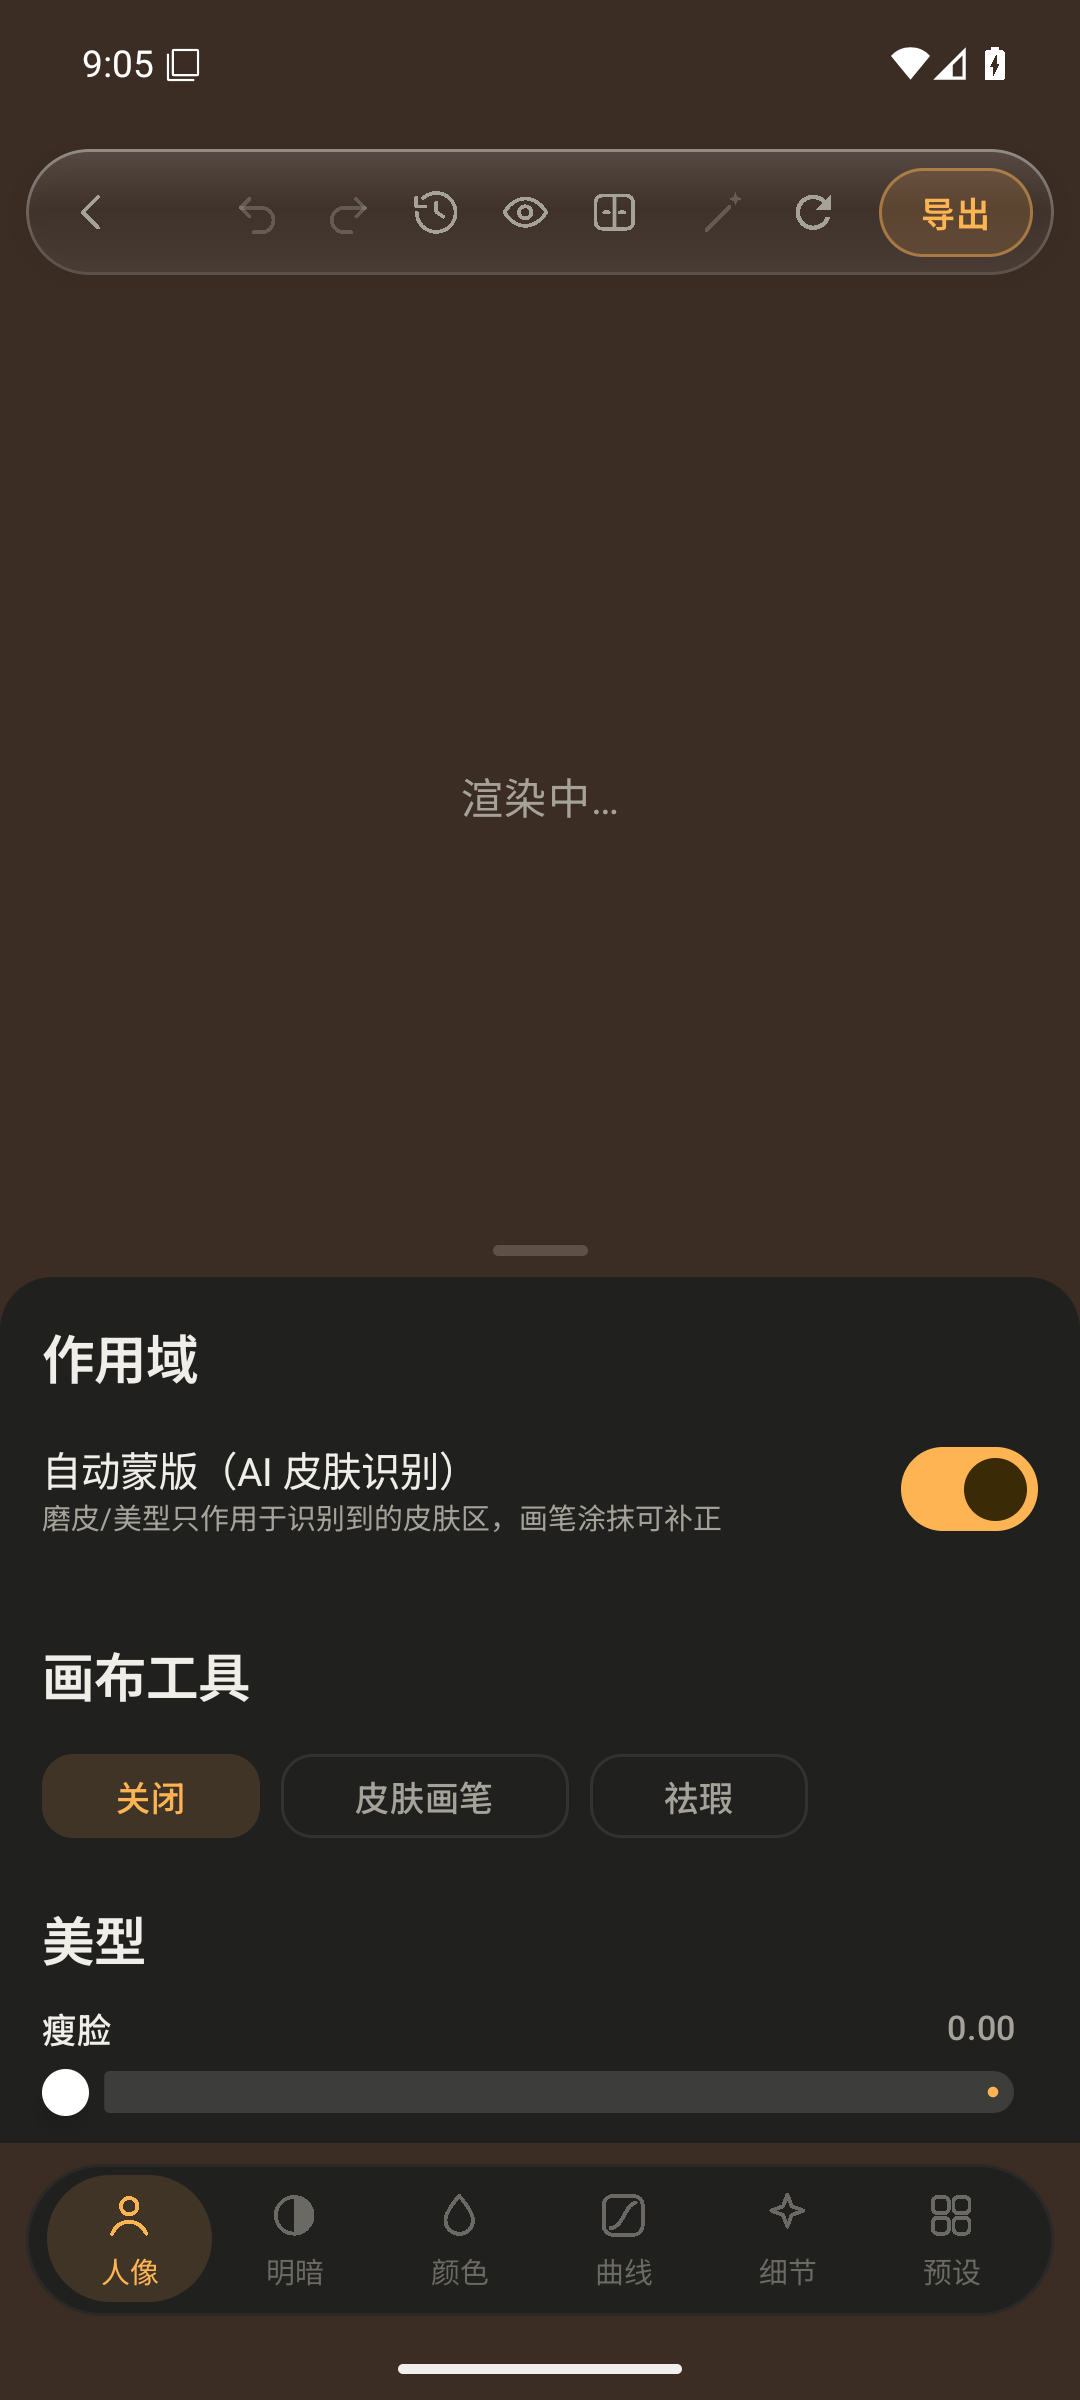 9:05
导出
渲染中...
作用域
自动蒙版（AI 皮肤识别）
磨皮/美型只作用于识别到的皮肤区，画笔涂抹可补正
画布工具
关闭
皮肤画笔
祛瑕
美型
瘦脸
0.00
人像
明暗
颜色
曲线
细节
预设